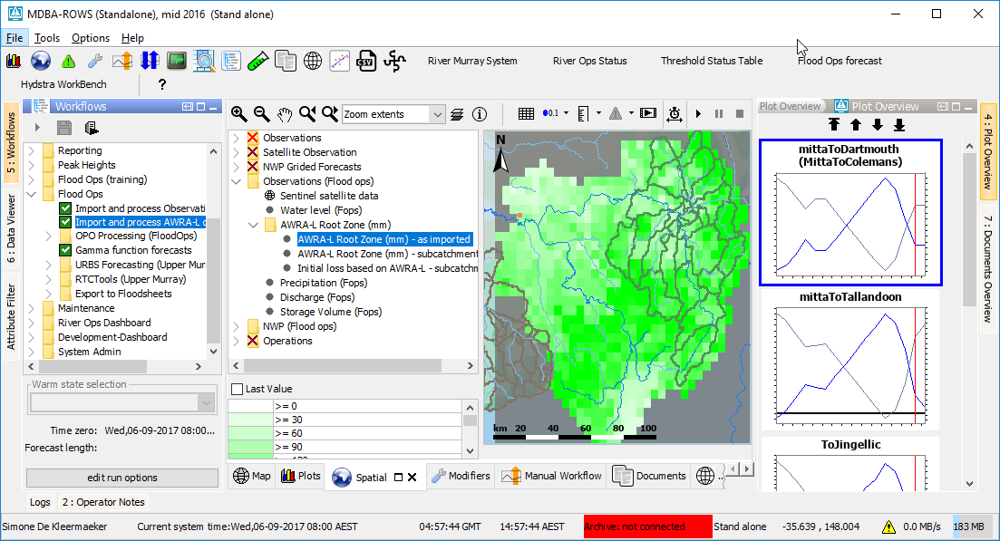 MDBA-ROWS (Standalone), mid 2016  (Stand alone)
File Tools Options Help
CSV
River Murray System River Ops Status Threshold Status Table Flood Ops forecast
Hydstra WorkBench ?
5 : Workflows
6 : Data Viewer
Attribute Filter
Workflows
Reporting
Peak Heights
Flood Ops (training)
Flood Ops
Import and process Observati
Import and process AWRA-L
OPO Processing (FloodOps)
Gamma function forecasts
URBS Forecasting (Upper Mur
RTCTools (Upper Murray)
Export to Floodsheets
Maintenance
River Ops Dashboard
Development-Dashboard
System Admin
Warm state selection
Time zero: Wed,06-09-2017 08:00...
Forecast length:
edit run options
Zoom extents 0.1
Observations
Satellite Observation
NWP Grided Forecasts
Observations (Flood ops)
Sentinel satellite data
Water level (Fops)
AWRA-L Root Zone (mm)
AWRA-L Root Zone (mm) - as imported
AWRA-L Root Zone (mm) - subcatchment
Initial loss based on AWRA-L - subcatchm
Precipitation (Fops)
Discharge (Fops)
Storage Volume (Fops)
NWP (Flood ops)
Operations
Last Value
>= 0
>= 30
>= 60
>= 90
N
km 20 40 60 80 100
Map Plots Spatial Modifiers Manual Workflow Documents ..
Plot Overview Plot Overview
mittaToDartmouth
(MittaToColemans)
mittaToTallandoon
ToJingellic
4 : Plot Overview
7 : Documents Overview
Logs 2 : Operator Notes
Simone De Kleermaeker Current system time:Wed,06-09-2017 08:00 AEST 04:57:44 GMT 14:57:44 AEST Archive: not connected Stand alone -35.639 , 148.004 0.0 MB/s 183 MB